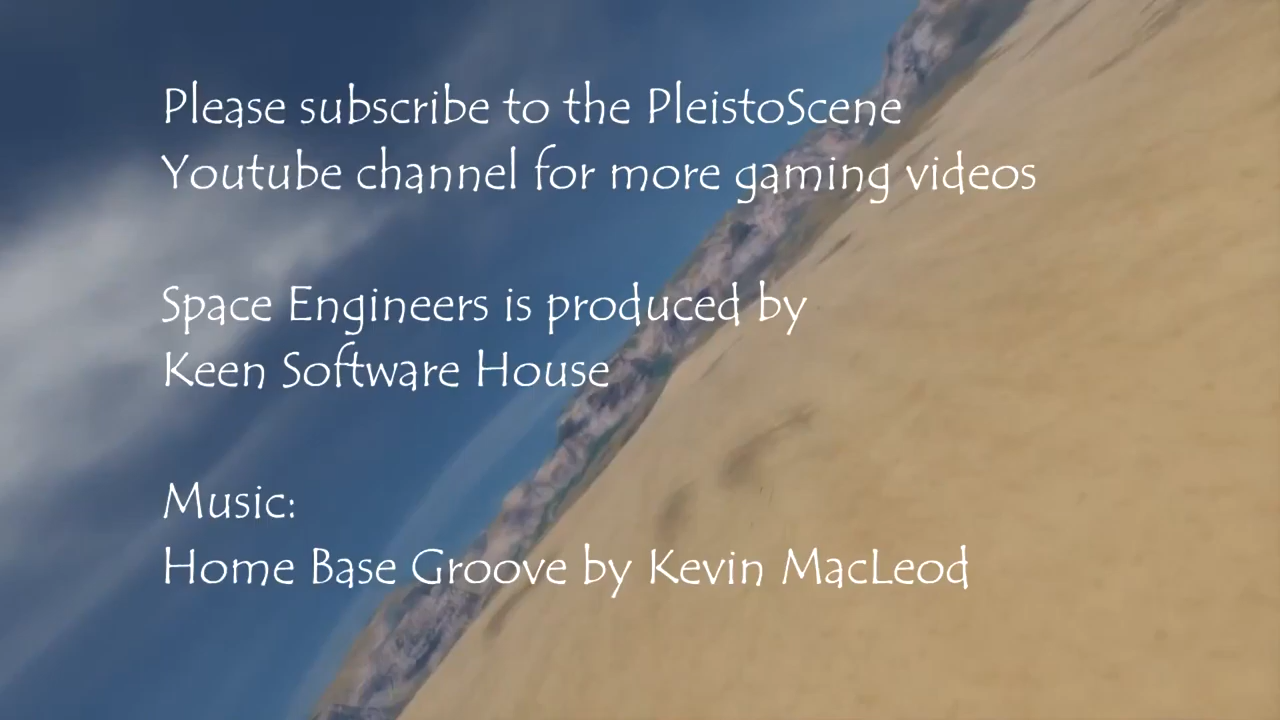 Please subscribe to the PleistoScene
Youtube channel for more gaming videos
Space Engineers is produced by
Keen Software House
Music:
Home Base Groove by Kevin MacLeod